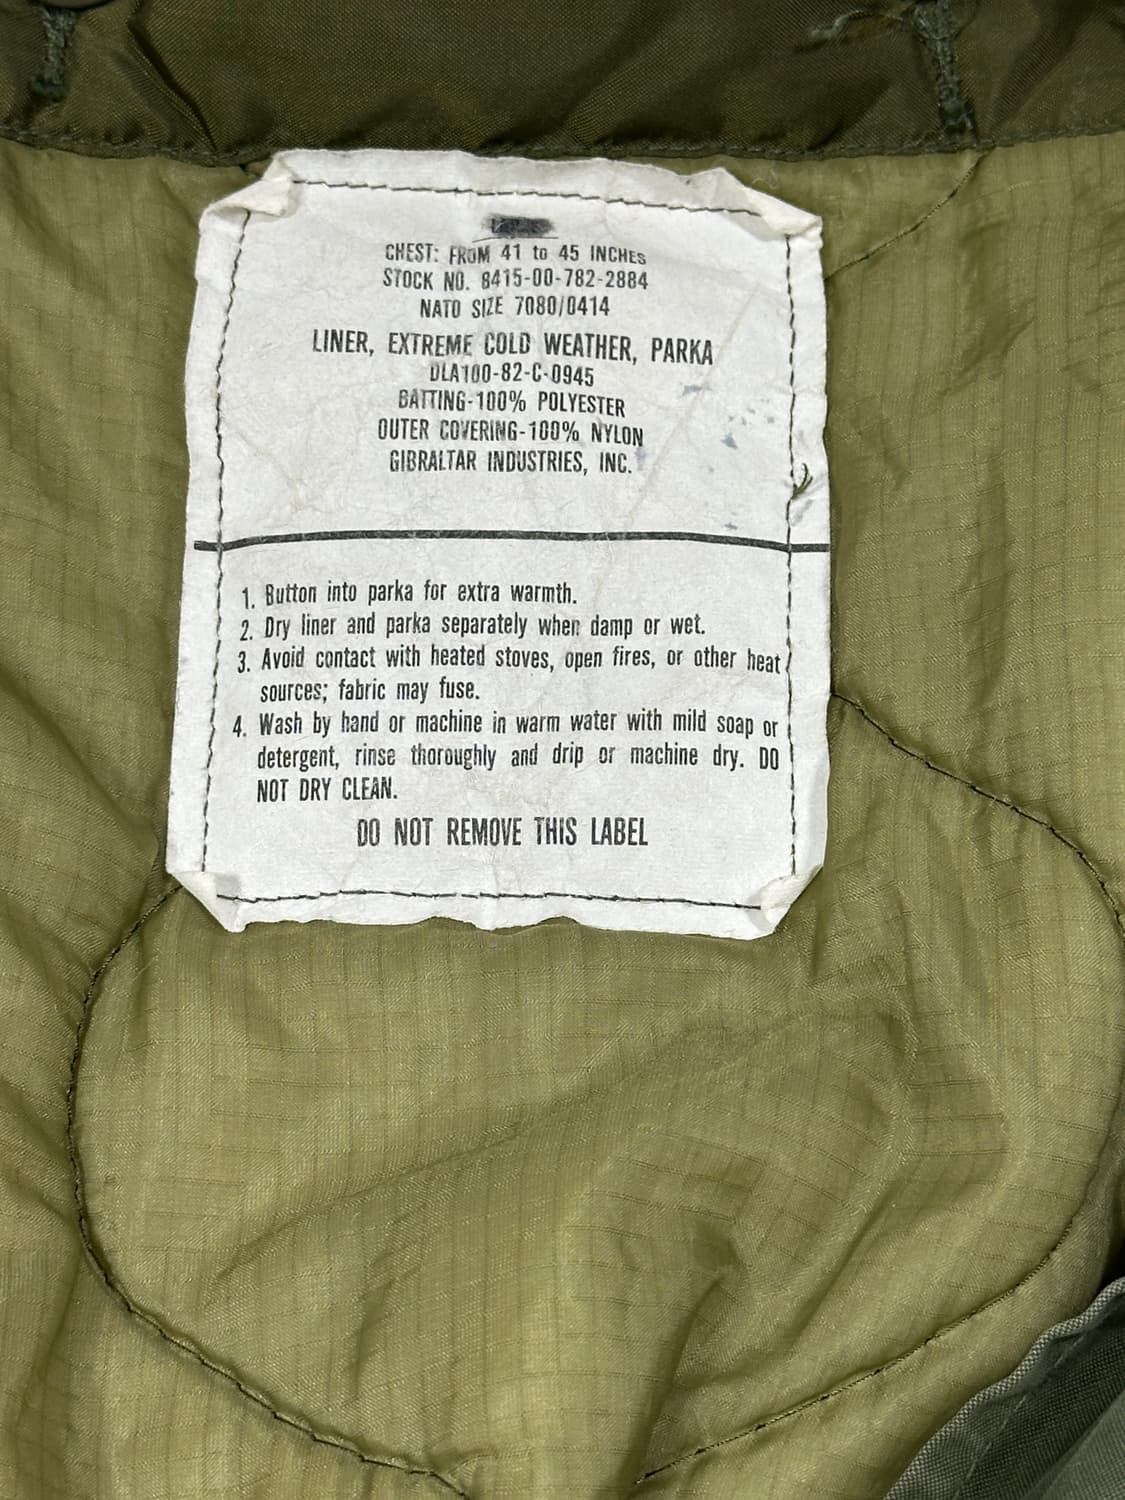 CHEST: FROM 41 to 45 INCHES
STOCK NO. 8415-00-782-2884
NATO SIZE 7080/0414
LINER, EXTREME COLD WEATHER, PARKA
DLA100-82-C-0945
BATTING-100% POLYESTER
OUTER COVERING-100% NYLON
GIBRALTAR INDUSTRIES, INC.
1. Button into parka for extra warmth.
2. Dry liner and parka separately when damp or wet.
3. Avoid contact with heated stoves, open fires, or other heat
sources; fabric may fuse.
4. Wash by hand or machine in warm water with mild soap or
detergent, rinse thoroughly and drip or machine dry. DO
NOT DRY CLEAN.
DO NOT REMOVE THIS LABEL